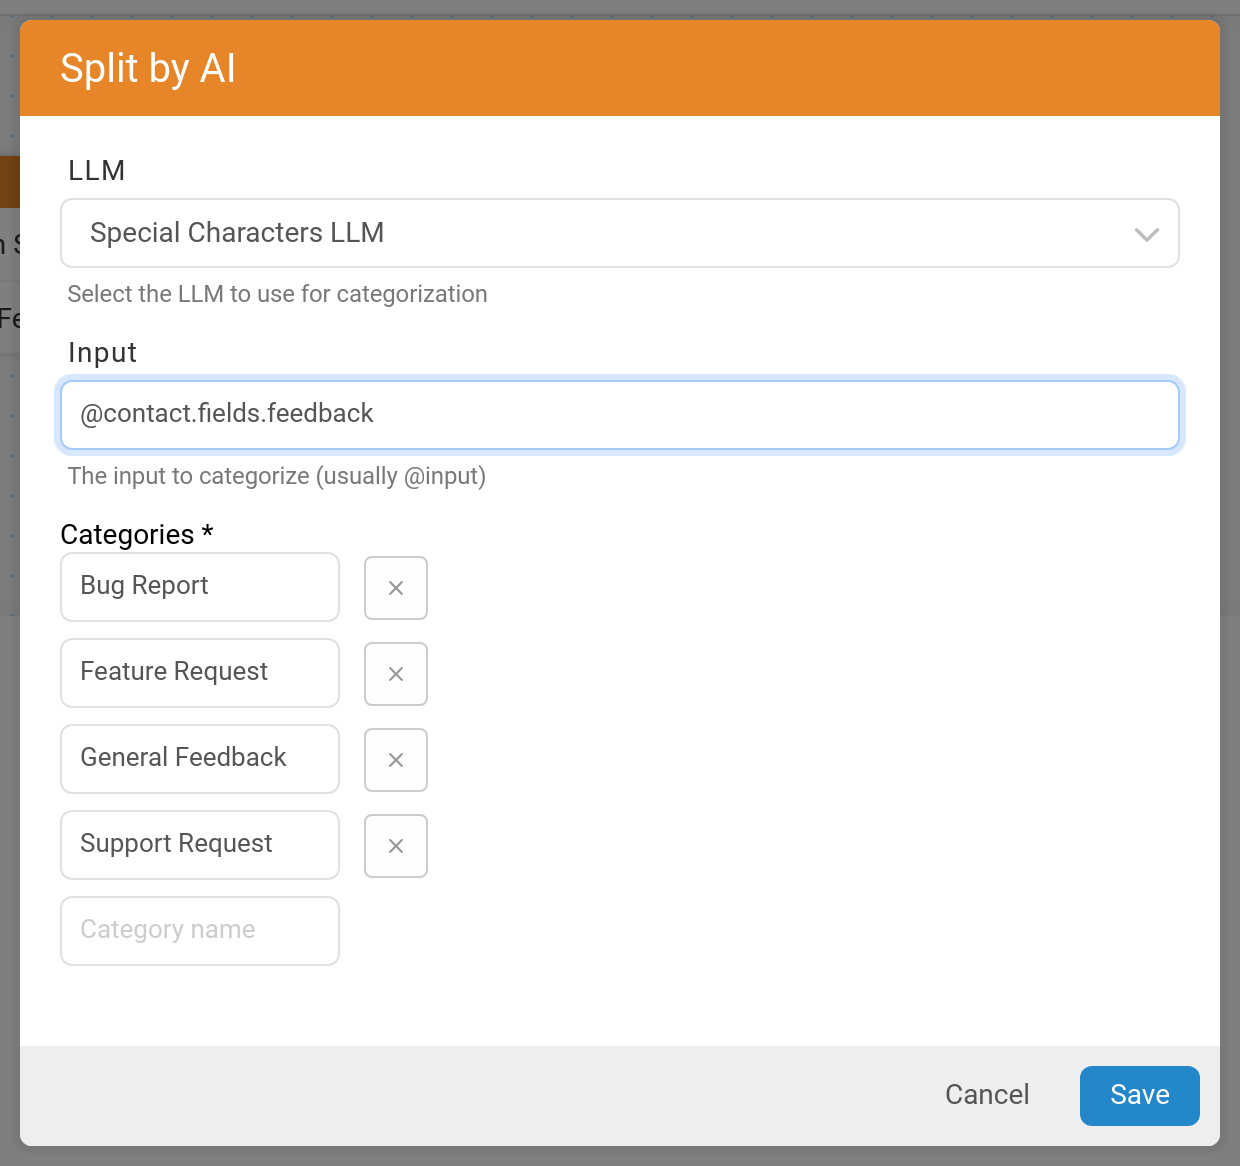 Split by AI
LLM
Special Characters LLM
Select the LLM to use for categorization
Input
@contact.fields.feedback
The input to categorize (usually @input)
Categories *
Bug Report
Feature Request
General Feedback
Support Request
Category name
Cancel
Save